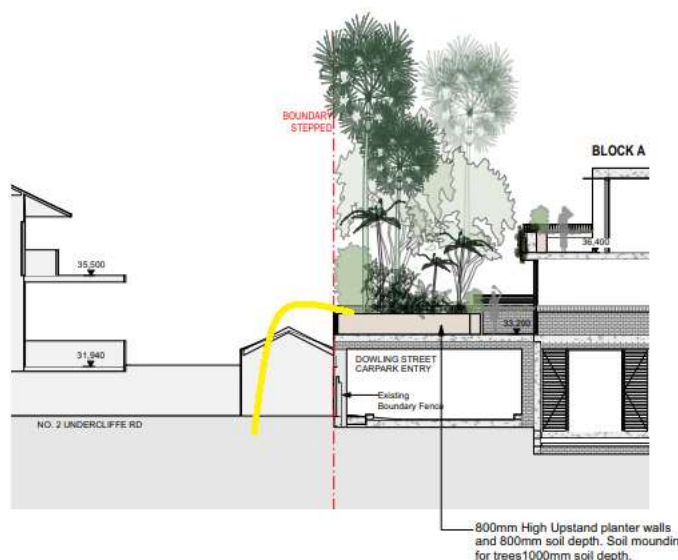 BOUNDARY
STEPPED
BLOCK A
36,400
35,500
33,200
DOWLING STREET
CARPARK ENTRY
31,940
Existing
Boundary Fence
NO. 2 UNDERCLIFFE RD
800mm High Upstand planter walls
and 800mm soil depth. Soil moundin
for trees1000mm soil depth.